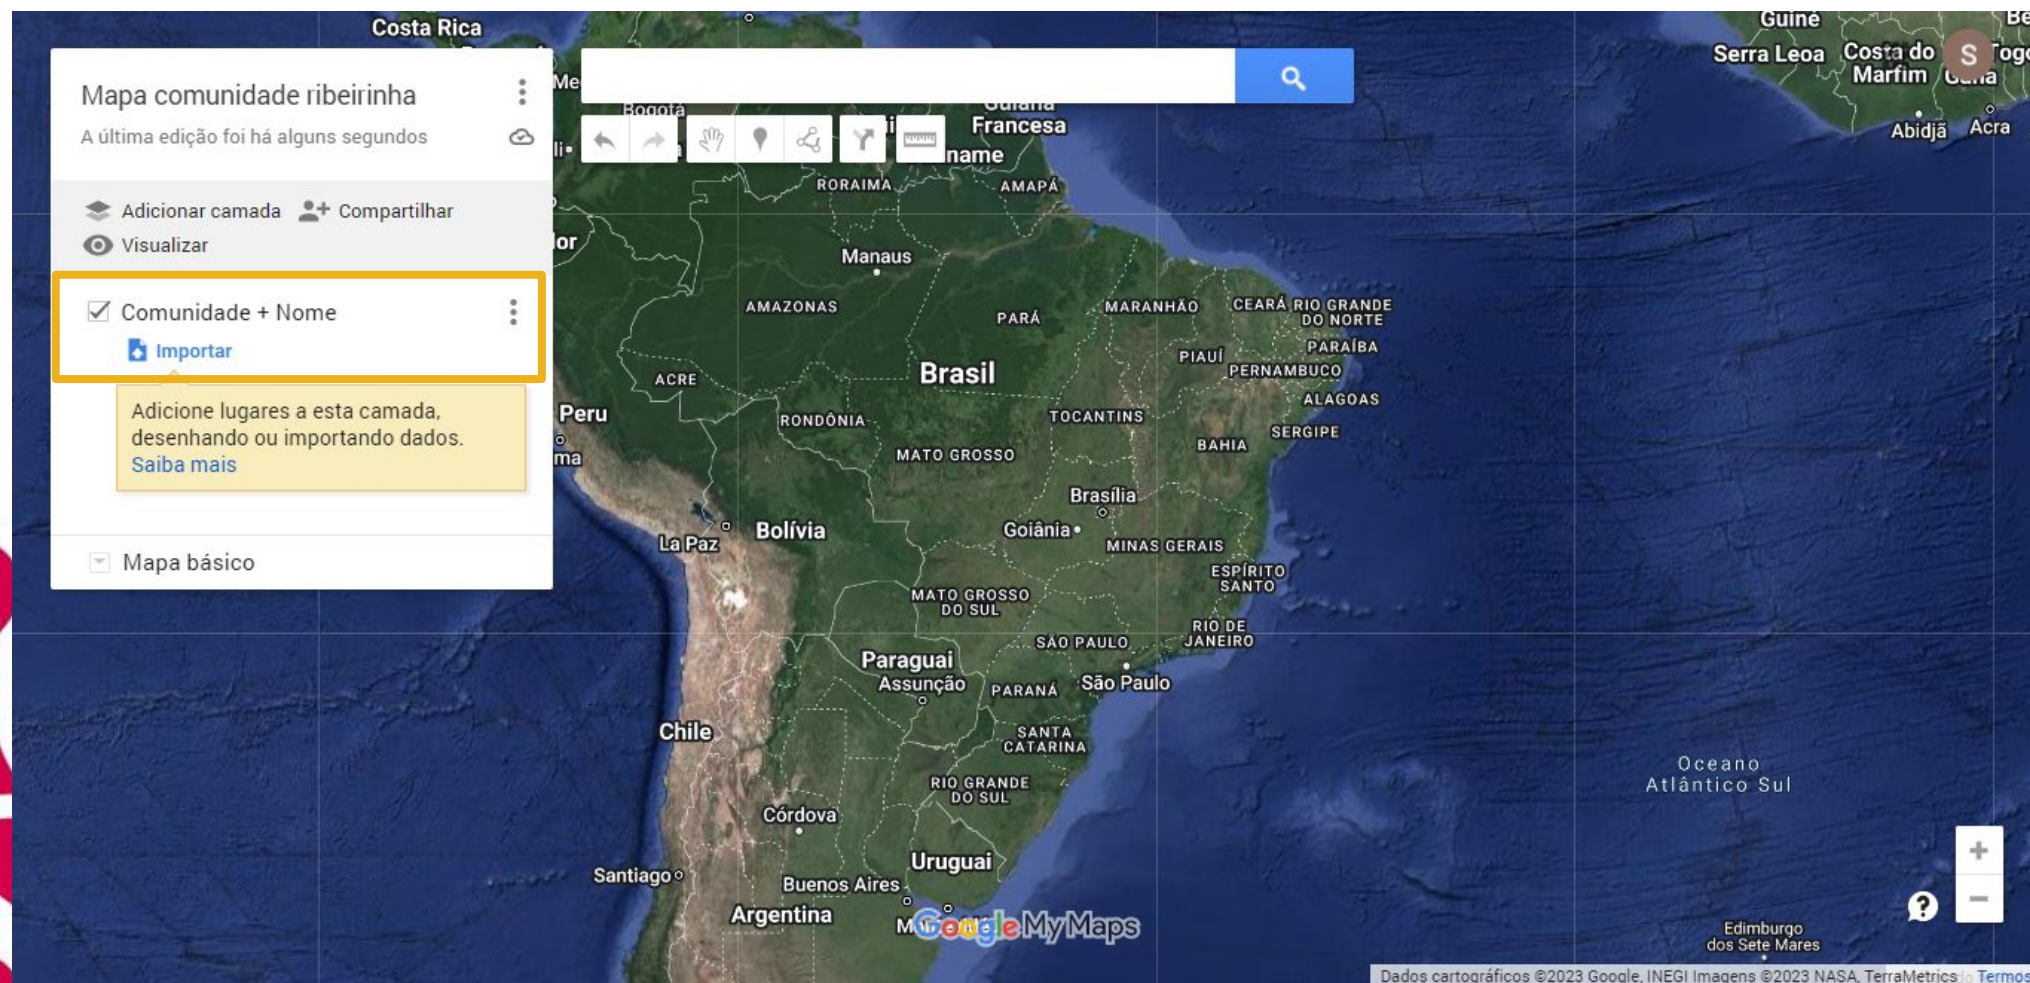 Costa Rica
Guiné
Serra Leoa
Costa do
Marfim
Gana
Abidjã
Acra
S
Mapa comunidade ribeirinha
A última edição foi há alguns segundos
Adicionar camada
Compartilhar
Visualizar
Comunidade + Nome
Importar
Adicione lugares a esta camada,
desenhando ou importando dados.
Saiba mais
Mapa básico
Bogotá
Guiana
Francesa
RORAIMA
AMAPÁ
Manaus
AMAZONAS
PARÁ
MARANHÃO
CEARÁ
RIO GRANDE
DO NORTE
PARAÍBA
PIAUÍ
PERNAMBUCO
Brasil
ACRE
ALAGOAS
Peru
RONDÔNIA
TOCANTINS
SERGIPE
BAHIA
MATO GROSSO
Brasília
Bolívia
Goiânia
La Paz
MINAS GERAIS
ESPÍRITO
SANTO
MATO GROSSO
DO SUL
RIO DE
JANEIRO
SÃO PAULO
Paraguai
Assunção
PARANÁ
São Paulo
Chile
SANTA
CATARINA
RIO GRANDE
DO SUL
Oceano
Atlântico Sul
Córdova
Uruguai
Santiago
Buenos Aires
Argentina
Google My Maps
Edimburgo
dos Sete Mares
Dados cartográficos ©2023 Google, INEGI Imagens ©2023 NASA, TerraMetrics
Termos